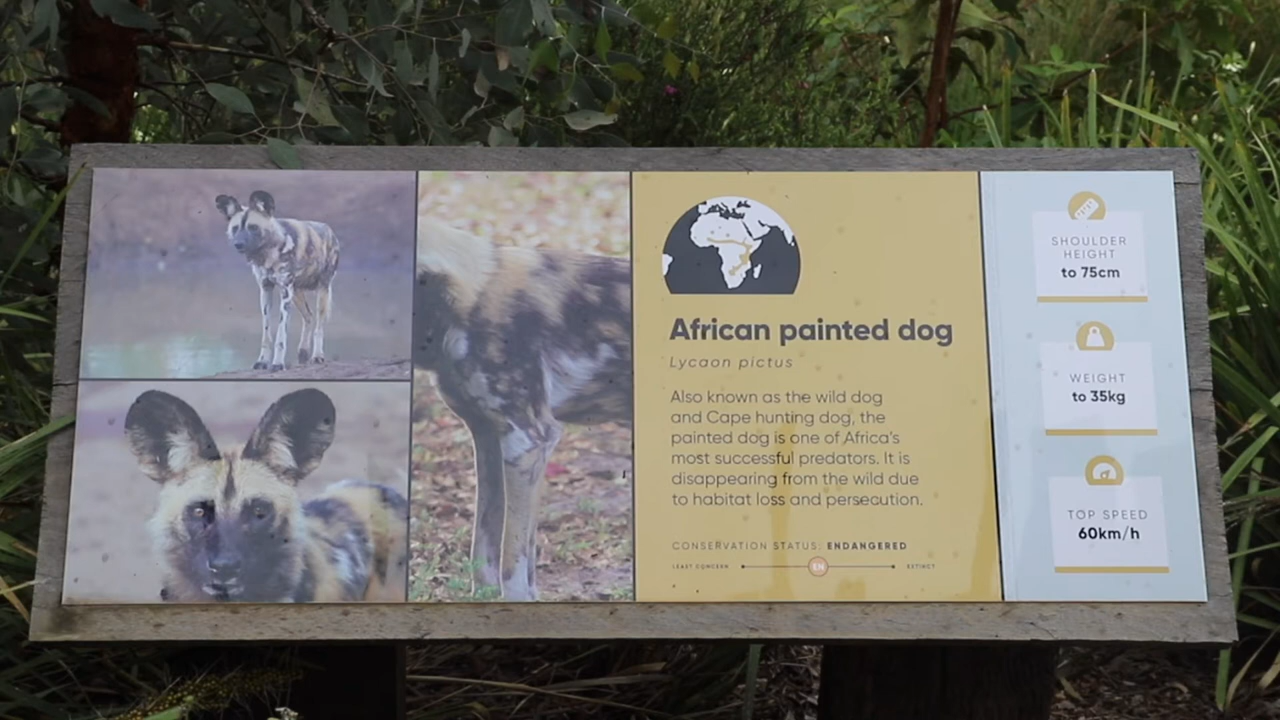 African painted dog
Lycaon pictus
Also known as the wild dog
and Cape hunting dog, the
painted dog is one of Africa's
most successful predators. It is
disappearing from the wild due
to habitat loss and persecution.
CONSERVATION STATUS: ENDANGERED
LEAST CONCERN EN EXTINCT
SHOULDER
HEIGHT
to 75cm
WEIGHT
to 35kg
TOP SPEED
60km/h